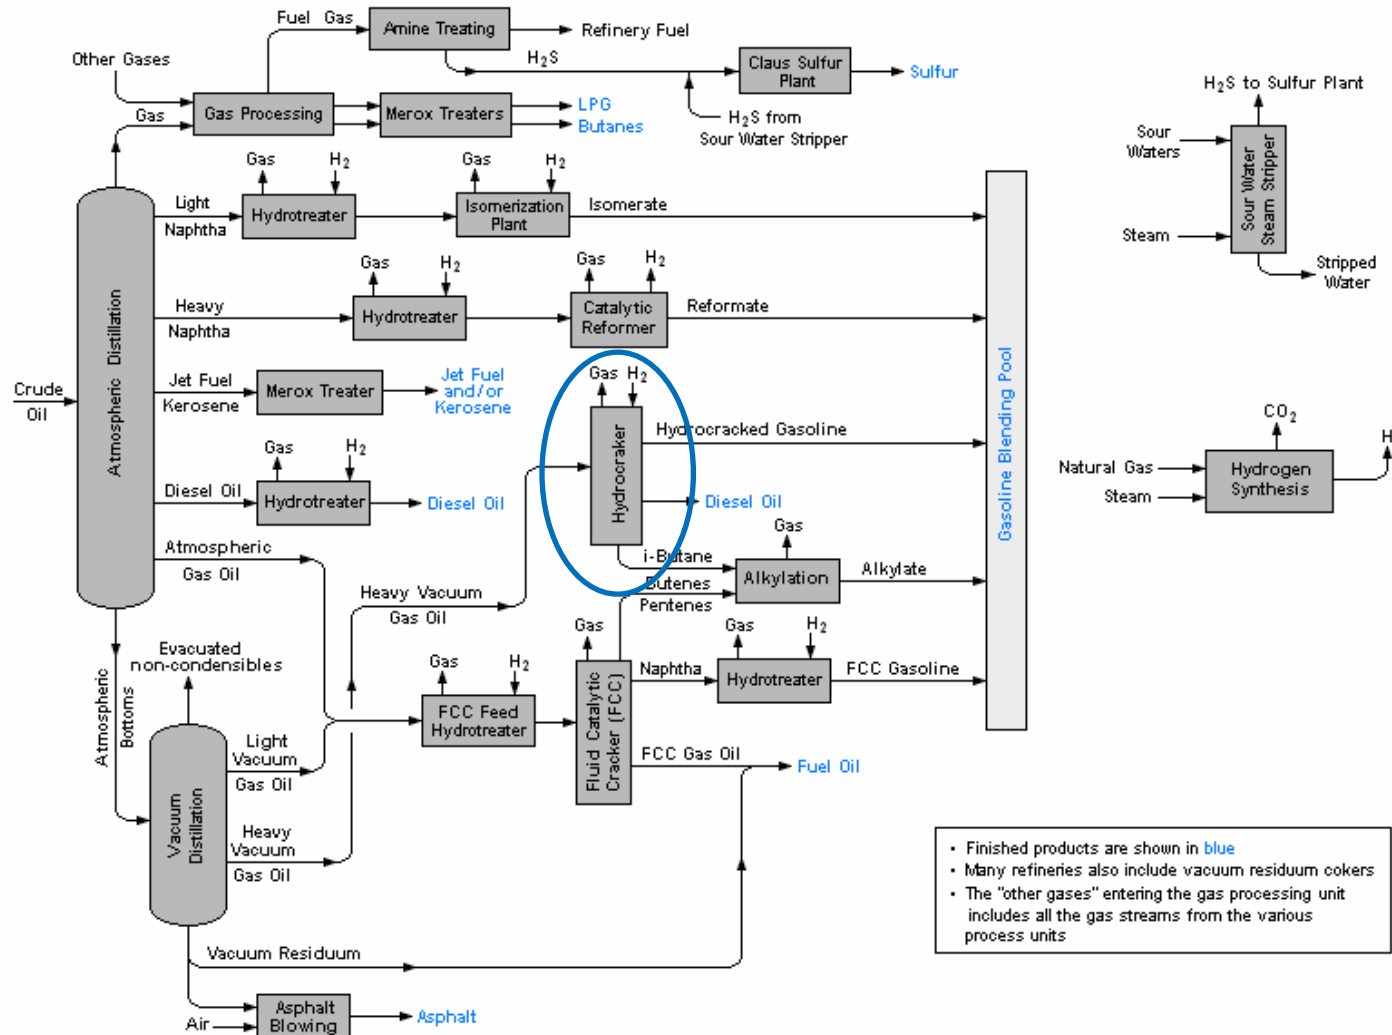 Fuel Gas
Amine Treating
Refinery Fuel
Other Gases
H2S
Claus Sulfur
Plant
Sulfur
Gas
Gas Processing
Merox Treaters
LPG
Butanes
H2S from
Sour Water Stripper
H2S to Sulfur Plant
Sour
Waters
Sour Water
Steam Stripper
Steam
Stripped
Water
Gas
H2
Gas
H2
Light
Naphtha
Hydrotreater
Isomerization
Plant
Isomerate
Gas
H2
Gas
H2
Heavy
Naphtha
Hydrotreater
Catalytic
Reformer
Reformate
Atmospheric Distillation
Crude
Oil
Jet Fuel
Kerosene
Merox Treater
Jet Fuel
and/or
Kerosene
Gas
H2
Hydrocraker
Hydrocracked Gasoline
Diesel Oil
Gasoline Blending Pool
Gas
H2
Diesel Oil
Hydrotreater
Diesel Oil
CO2
H
Natural Gas
Steam
Hydrogen
Synthesis
Atmospheric
Gas Oil
i-Butane
Butenes
Pentenes
Gas
Alkylation
Alkylate
Heavy Vacuum
Gas Oil
Atmospheric
Bottoms
Evacuated
non-condensibles
Gas
H2
FCC Feed
Hydrotreater
Gas
Fluid Catalytic
Cracker (FCC)
Naphtha
Gas
H2
Hydrotreater
FCC Gasoline
FCC Gas Oil
Fuel Oil
Vacuum
Distillation
Light
Vacuum
Gas Oil
Heavy
Vacuum
Gas Oil
Vacuum Residuum
Air
Asphalt
Blowing
Asphalt
• Finished products are shown in blue
• Many refineries also include vacuum residuum cokers
• The "other gases" entering the gas processing unit
includes all the gas streams from the various
process units